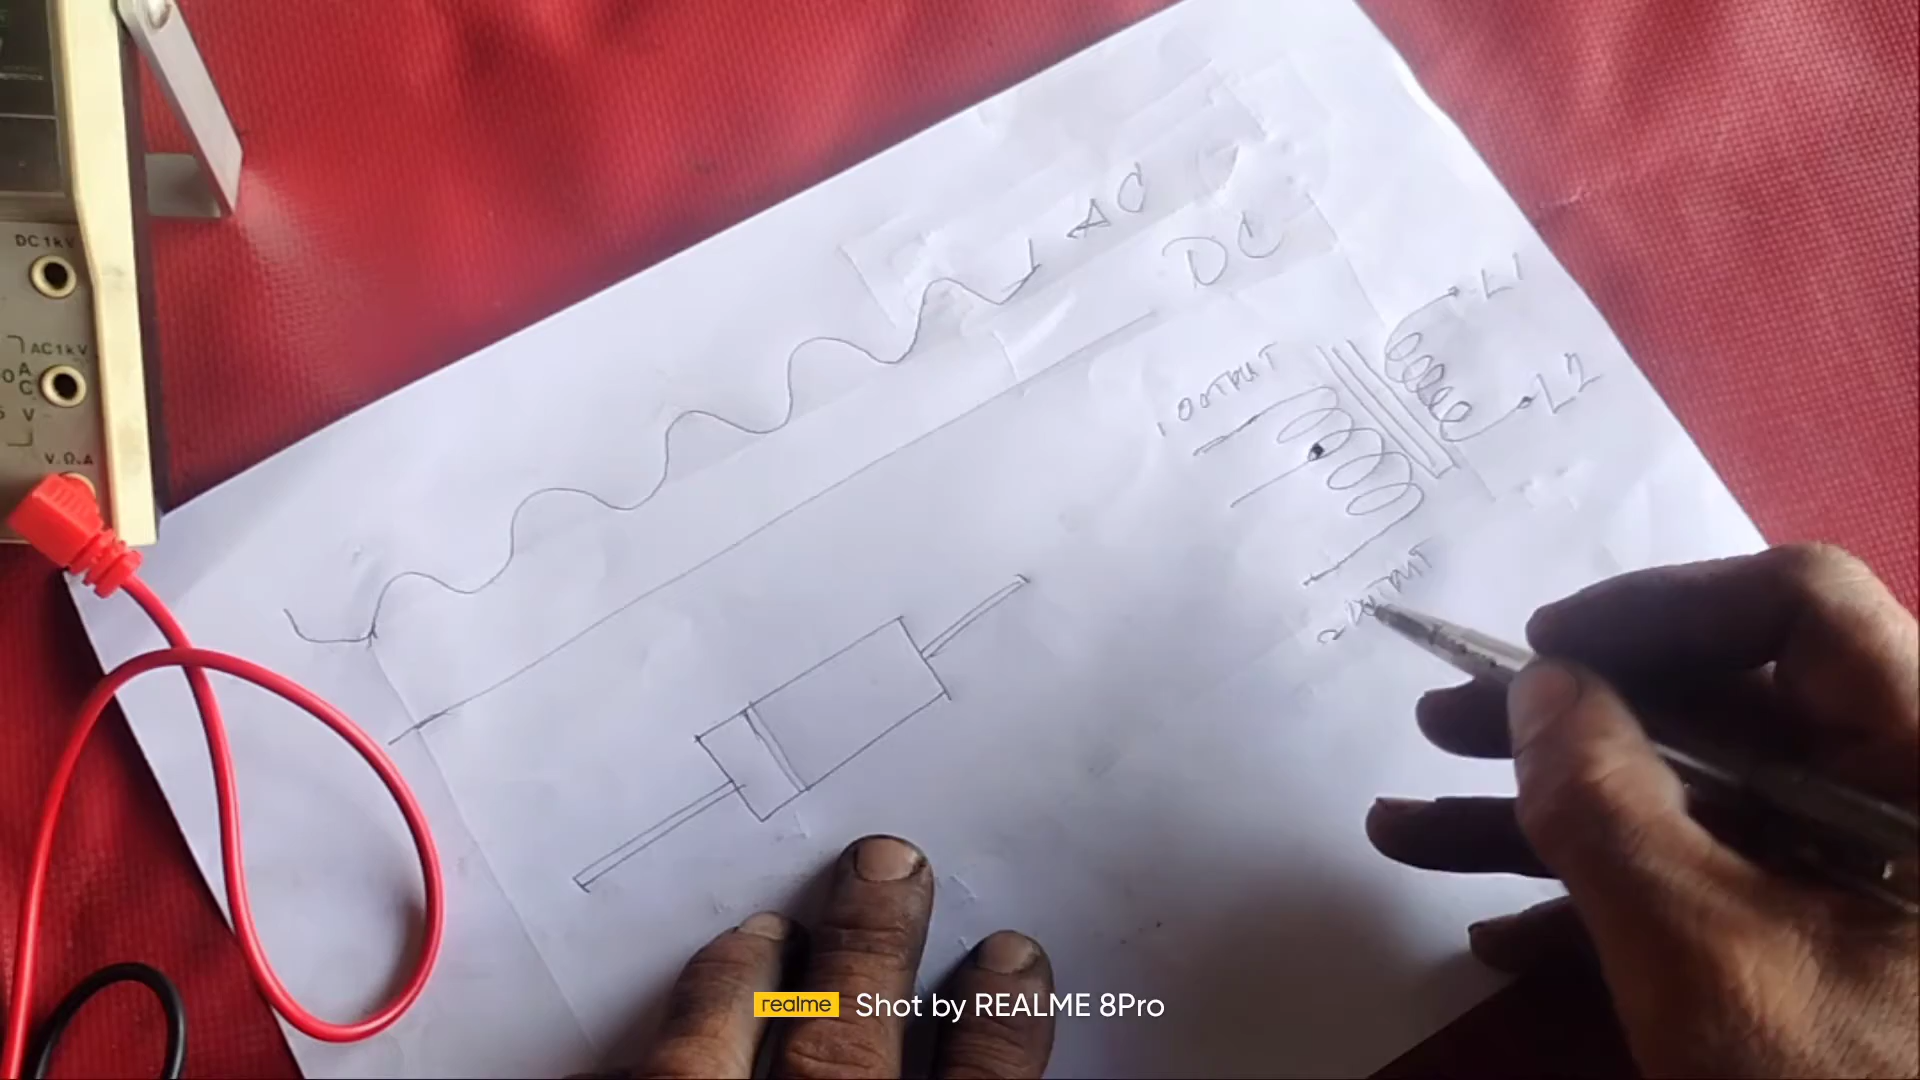 DC 1kV
AC 1kV
A
C
V
V.Ω.A
AC
DC
L1
L2
1 OUTPUT
2 OUTPUT
realme Shot by REALME 8Pro